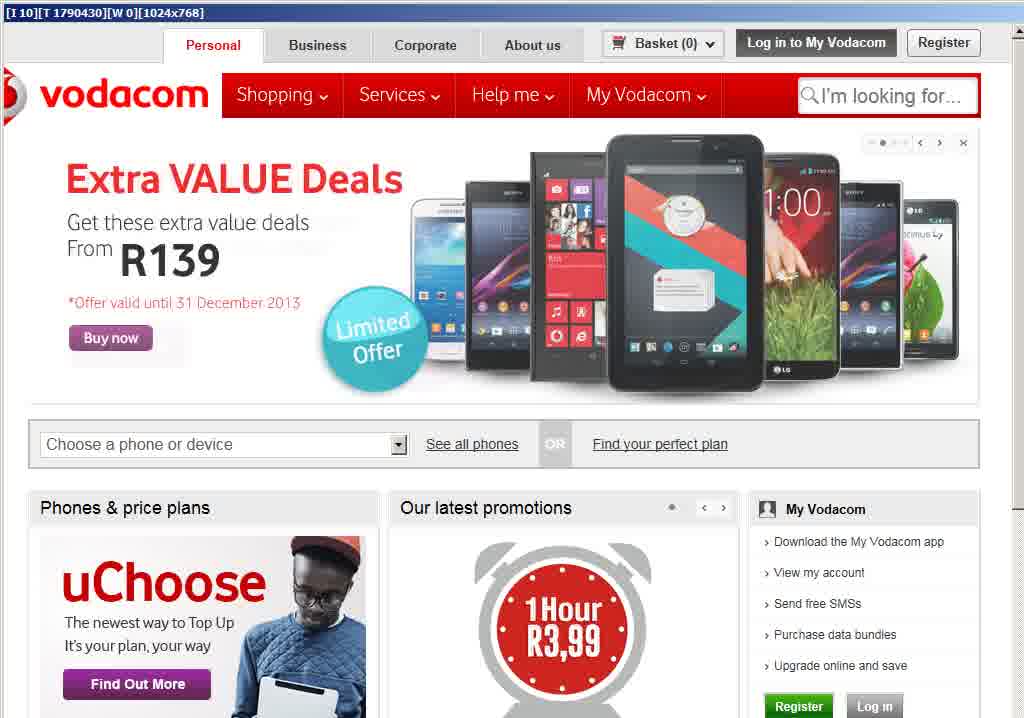 [I 10][T 1790430][W 0][1024x768]
Personal
Business
Corporate
About us
Basket (0)
Log in to My Vodacom
Register
vodacom
Shopping
Services
Help me
My Vodacom
I'm looking for...
Extra VALUE Deals
Get these extra value deals
From R139
*Offer valid until 31 December 2013
Buy now
Limited
Offer
SONY
1:00
LG
LG
Choose a phone or device
See all phones
OR
Find your perfect plan
Phones & price plans
uChoose
The newest way to Top Up
It's your plan, your way
Find Out More
Our latest promotions
1Hour
R3,99
My Vodacom
› Download the My Vodacom app
› View my account
› Send free SMSs
› Purchase data bundles
› Upgrade online and save
Register
Log in